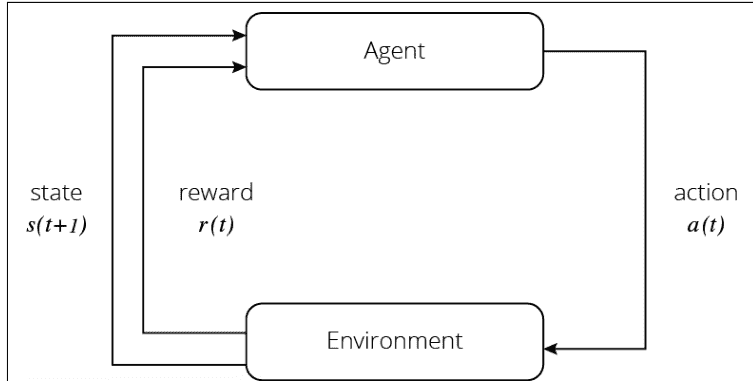 Agent
state
s(t+1)
reward
r(t)
action
a(t)
Environment